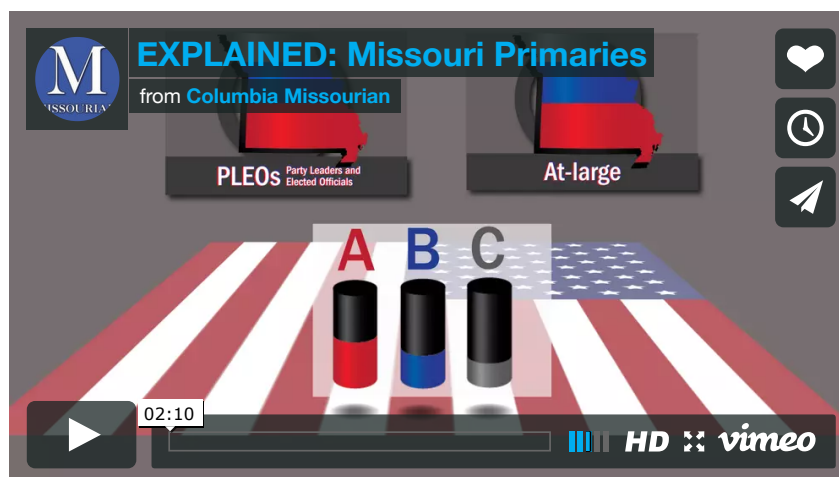 EXPLAINED: Missouri Primaries
from Columbia Missourian
M
MISSOURIAN
PLEOs Party Leaders and
Elected Officials
At-large
A B C
02:10
HD vimeo